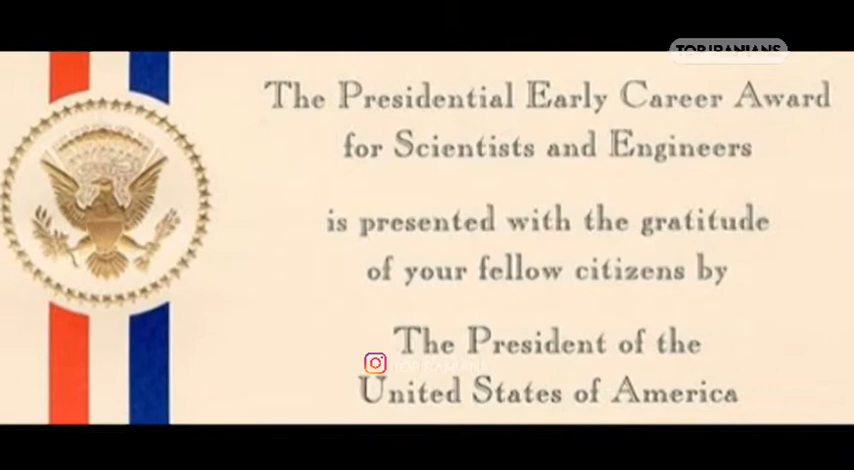 TORIRANIANS
The Presidential Early Career Award
for Scientists and Engineers
is presented with the gratitude
of your fellow citizens by
The President of the
United States of America